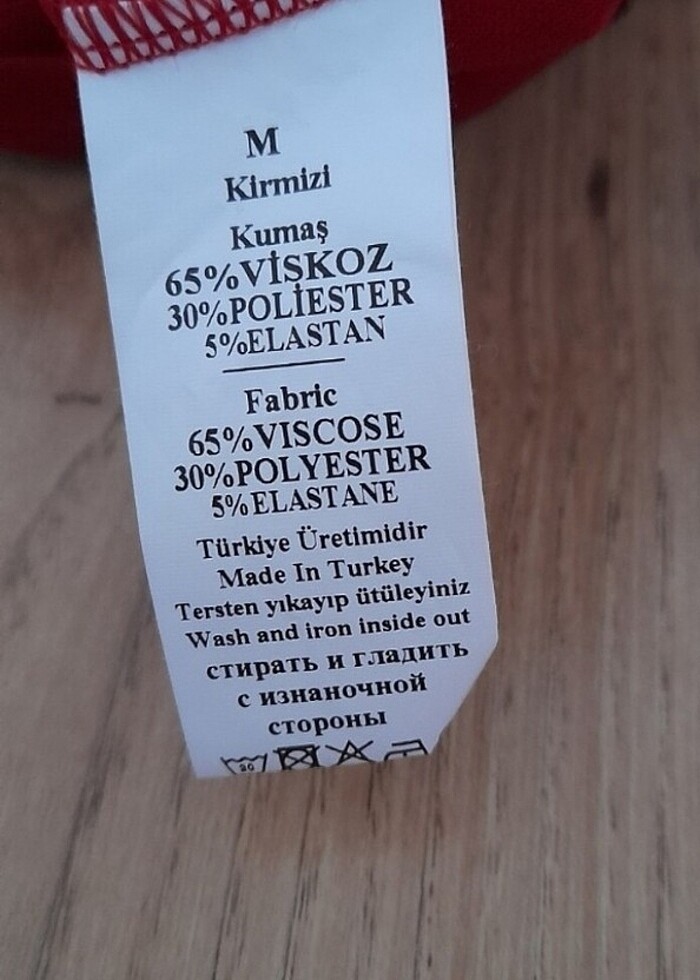 M
Kirmizi
Kumaş
65%VİSKOZ
30%POLİESTER
5%ELASTAN
Fabric
65%VISCOSE
30%POLYESTER
5%ELASTANE
Türkiye Üretimidir
Made In Turkey
Tersten yıkayıp ütüleyiniz
Wash and iron inside out
стирать и гладить
с изнаночной
стороны